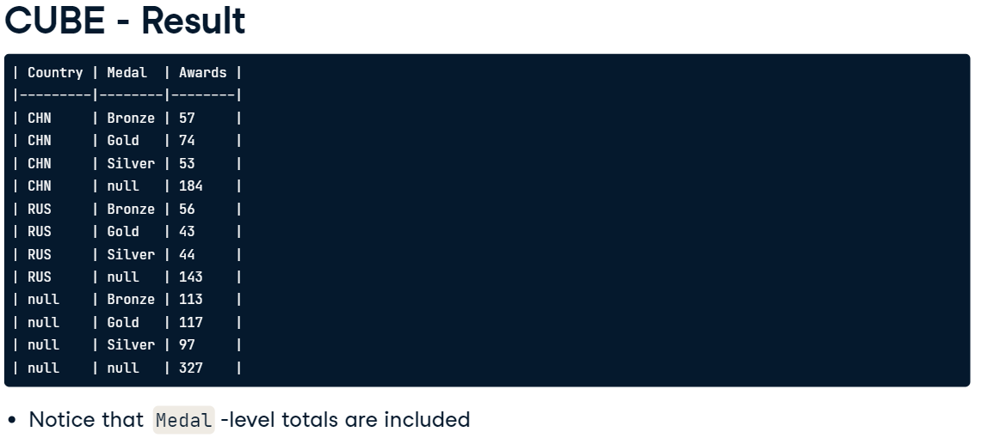 CUBE - Result
| Country | Medal  | Awards |
|---------|--------|--------|
| CHN     | Bronze | 57     |
| CHN     | Gold   | 74     |
| CHN     | Silver | 53     |
| CHN     | null   | 184    |
| RUS     | Bronze | 56     |
| RUS     | Gold   | 43     |
| RUS     | Silver | 44     |
| RUS     | null   | 143    |
| null    | Bronze | 113    |
| null    | Gold   | 117    |
| null    | Silver | 97     |
| null    | null   | 327    |
• Notice that Medal -level totals are included